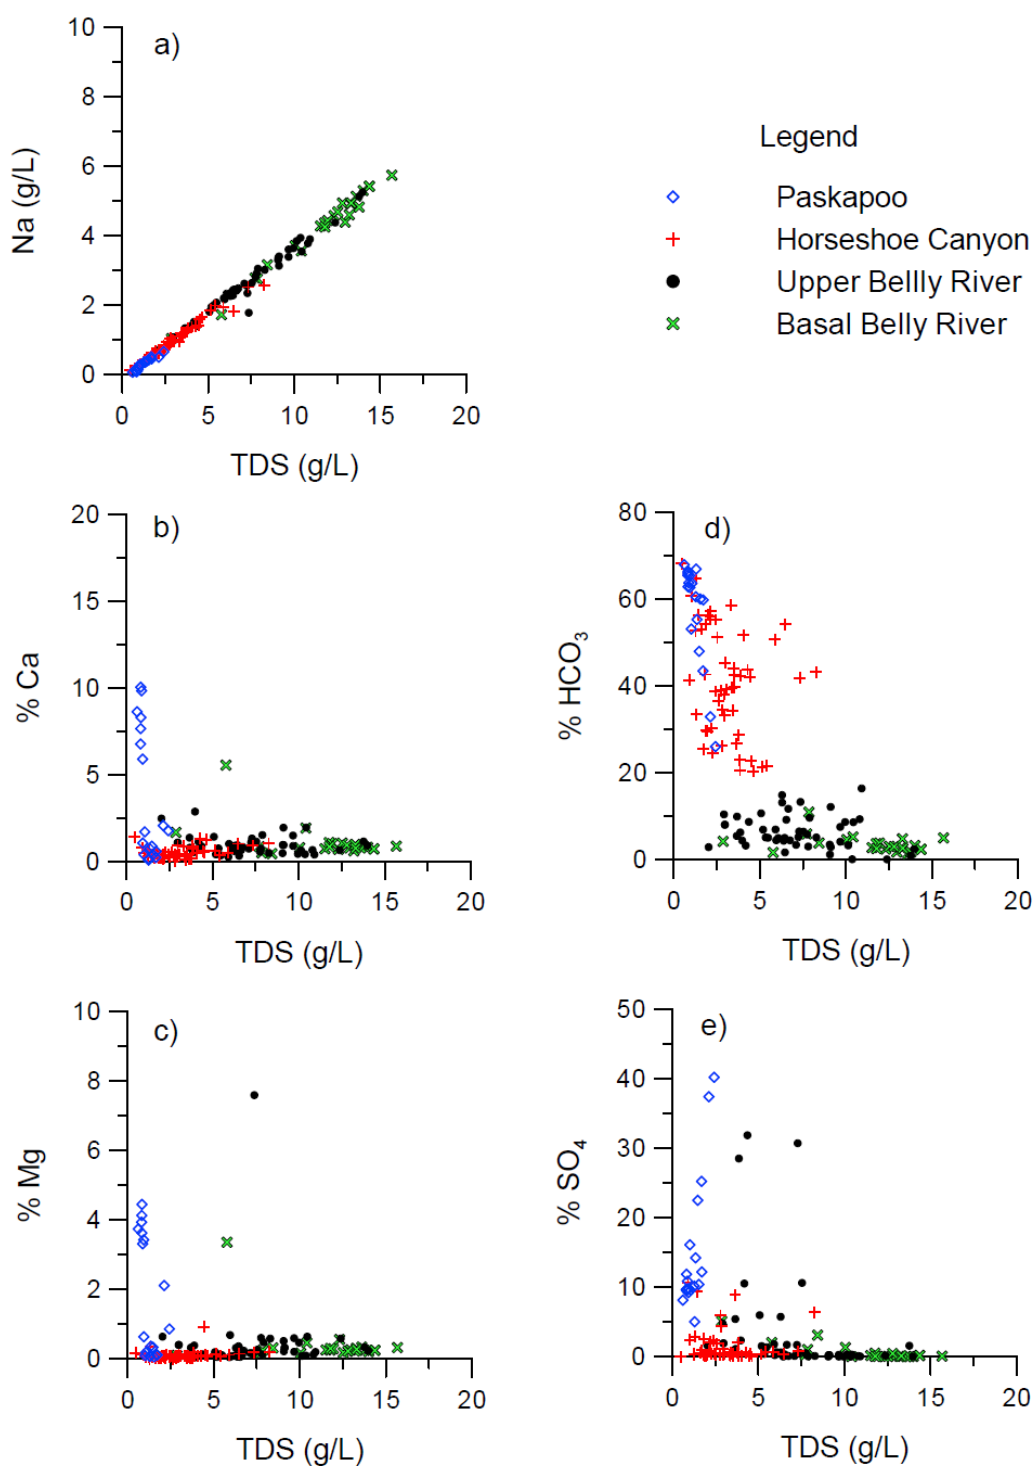 a)
Na (g/L)
10
8
6
4
2
0
0 5 10 15 20
TDS (g/L)
Legend
Paskapoo
Horseshoe Canyon
Upper Bellly River
Basal Belly River
b)
% Ca
20
15
10
5
0
0 5 10 15 20
TDS (g/L)
d)
% HCO3
80
60
40
20
0
0 5 10 15 20
TDS (g/L)
c)
% Mg
10
8
6
4
2
0
0 5 10 15 20
TDS (g/L)
e)
% SO4
50
40
30
20
10
0
0 5 10 15 20
TDS (g/L)